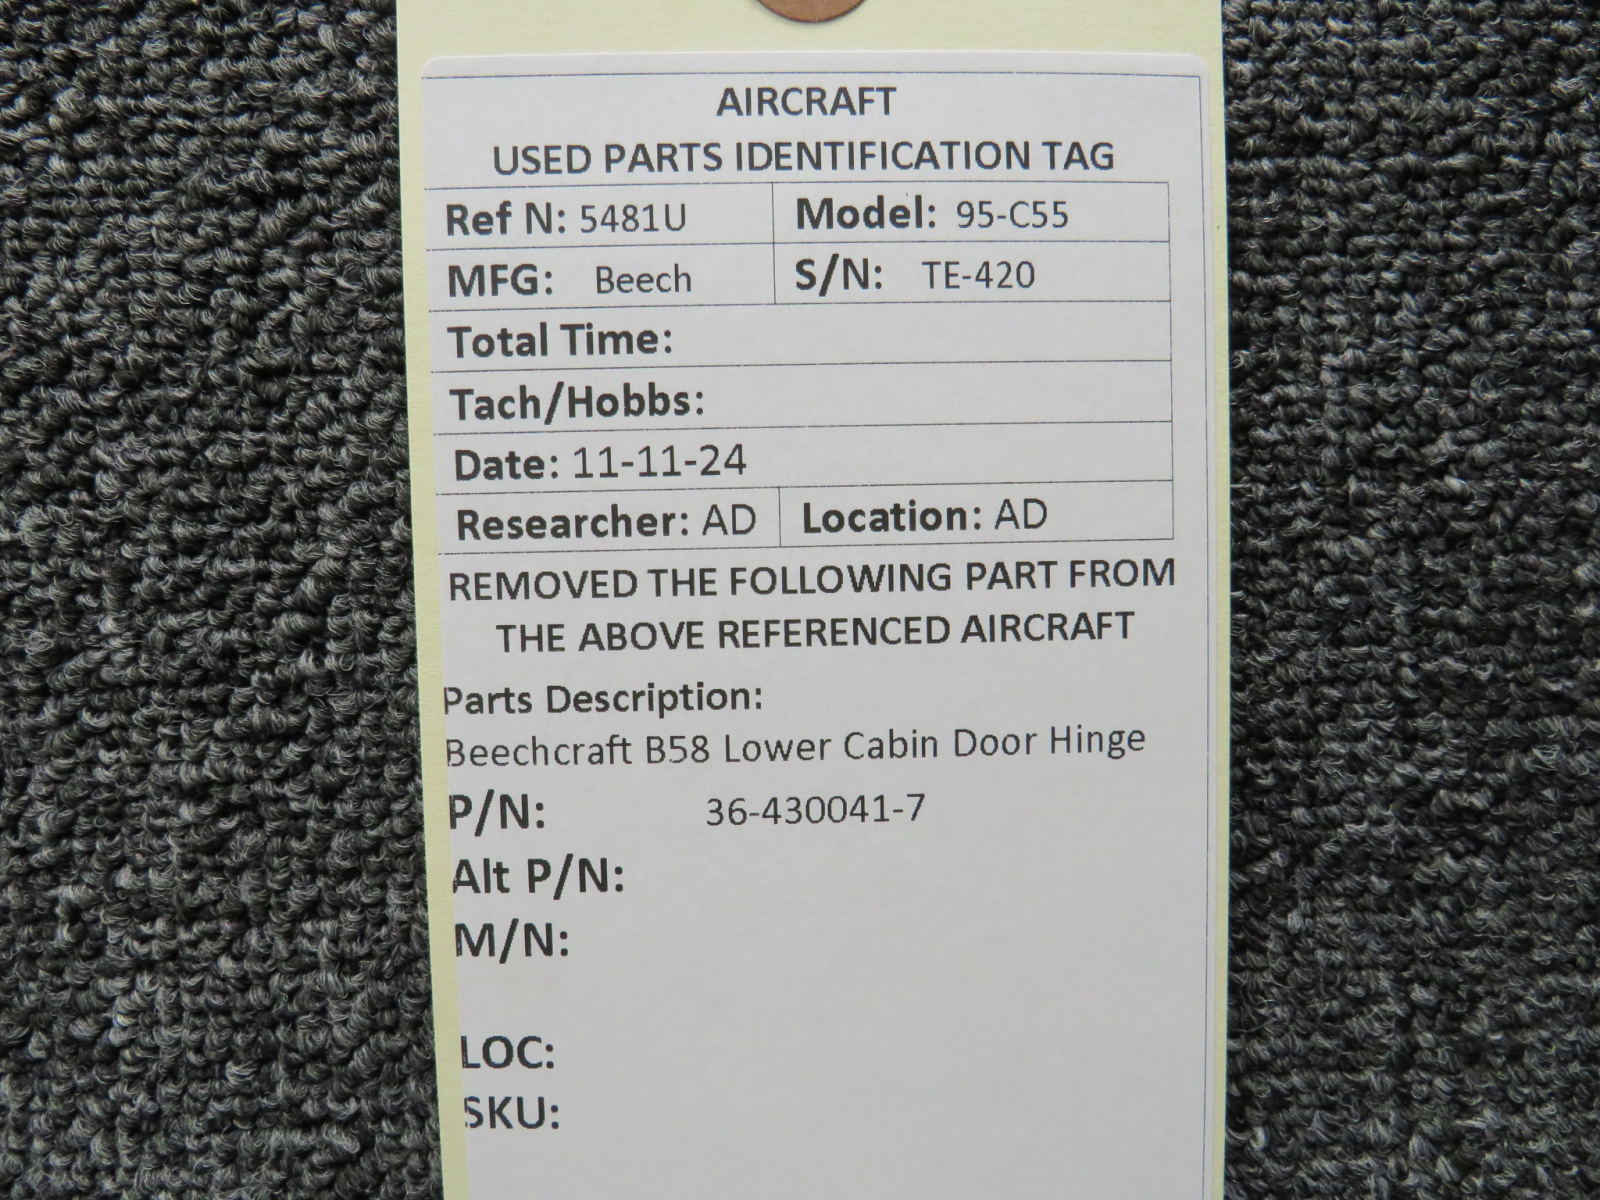 AIRCRAFT
USED PARTS IDENTIFICATION TAG
Ref N: 5481U Model: 95-C55
MFG: Beech S/N: TE-420
Total Time:
Tach/Hobbs:
Date: 11-11-24
Researcher: AD Location: AD
REMOVED THE FOLLOWING PART FROM
THE ABOVE REFERENCED AIRCRAFT
Parts Description:
Beechcraft B58 Lower Cabin Door Hinge
P/N: 36-430041-7
Alt P/N:
M/N:
LOC:
SKU: